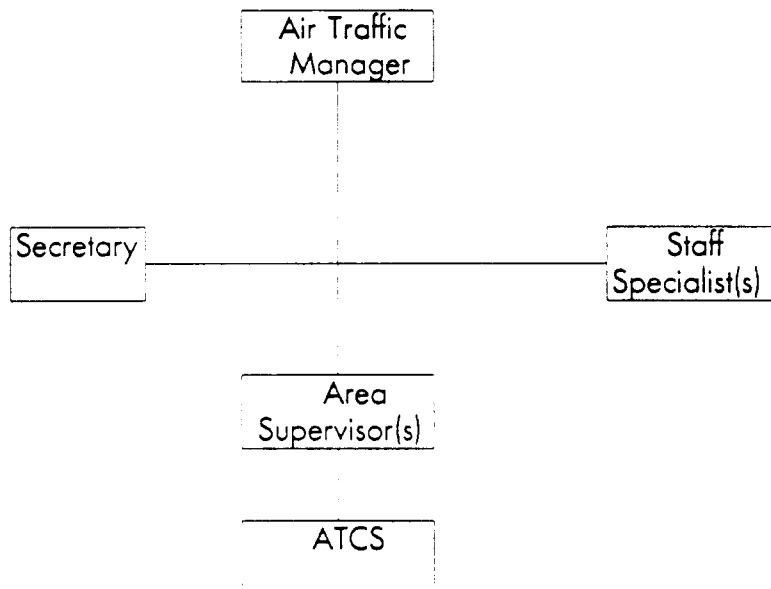 Air Traffic
Manager
Secretary
Staff
Specialist(s)
Area
Supervisor(s)
ATCS